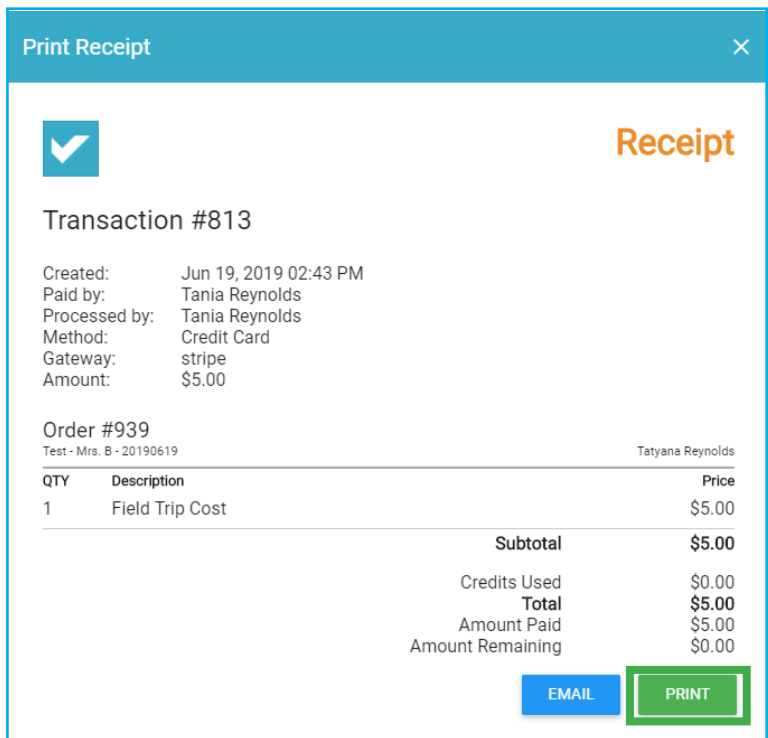 Print Receipt
Receipt
Transaction #813
Created: Jun 19, 2019 02:43 PM
Paid by: Tania Reynolds
Processed by: Tania Reynolds
Method: Credit Card
Gateway: stripe
Amount: $5.00
Order #939
Test - Mrs. B - 20190619 Tatyana Reynolds
QTY Description Price
1 Field Trip Cost $5.00
Subtotal $5.00
Credits Used $0.00
Total $5.00
Amount Paid $5.00
Amount Remaining $0.00
EMAIL PRINT